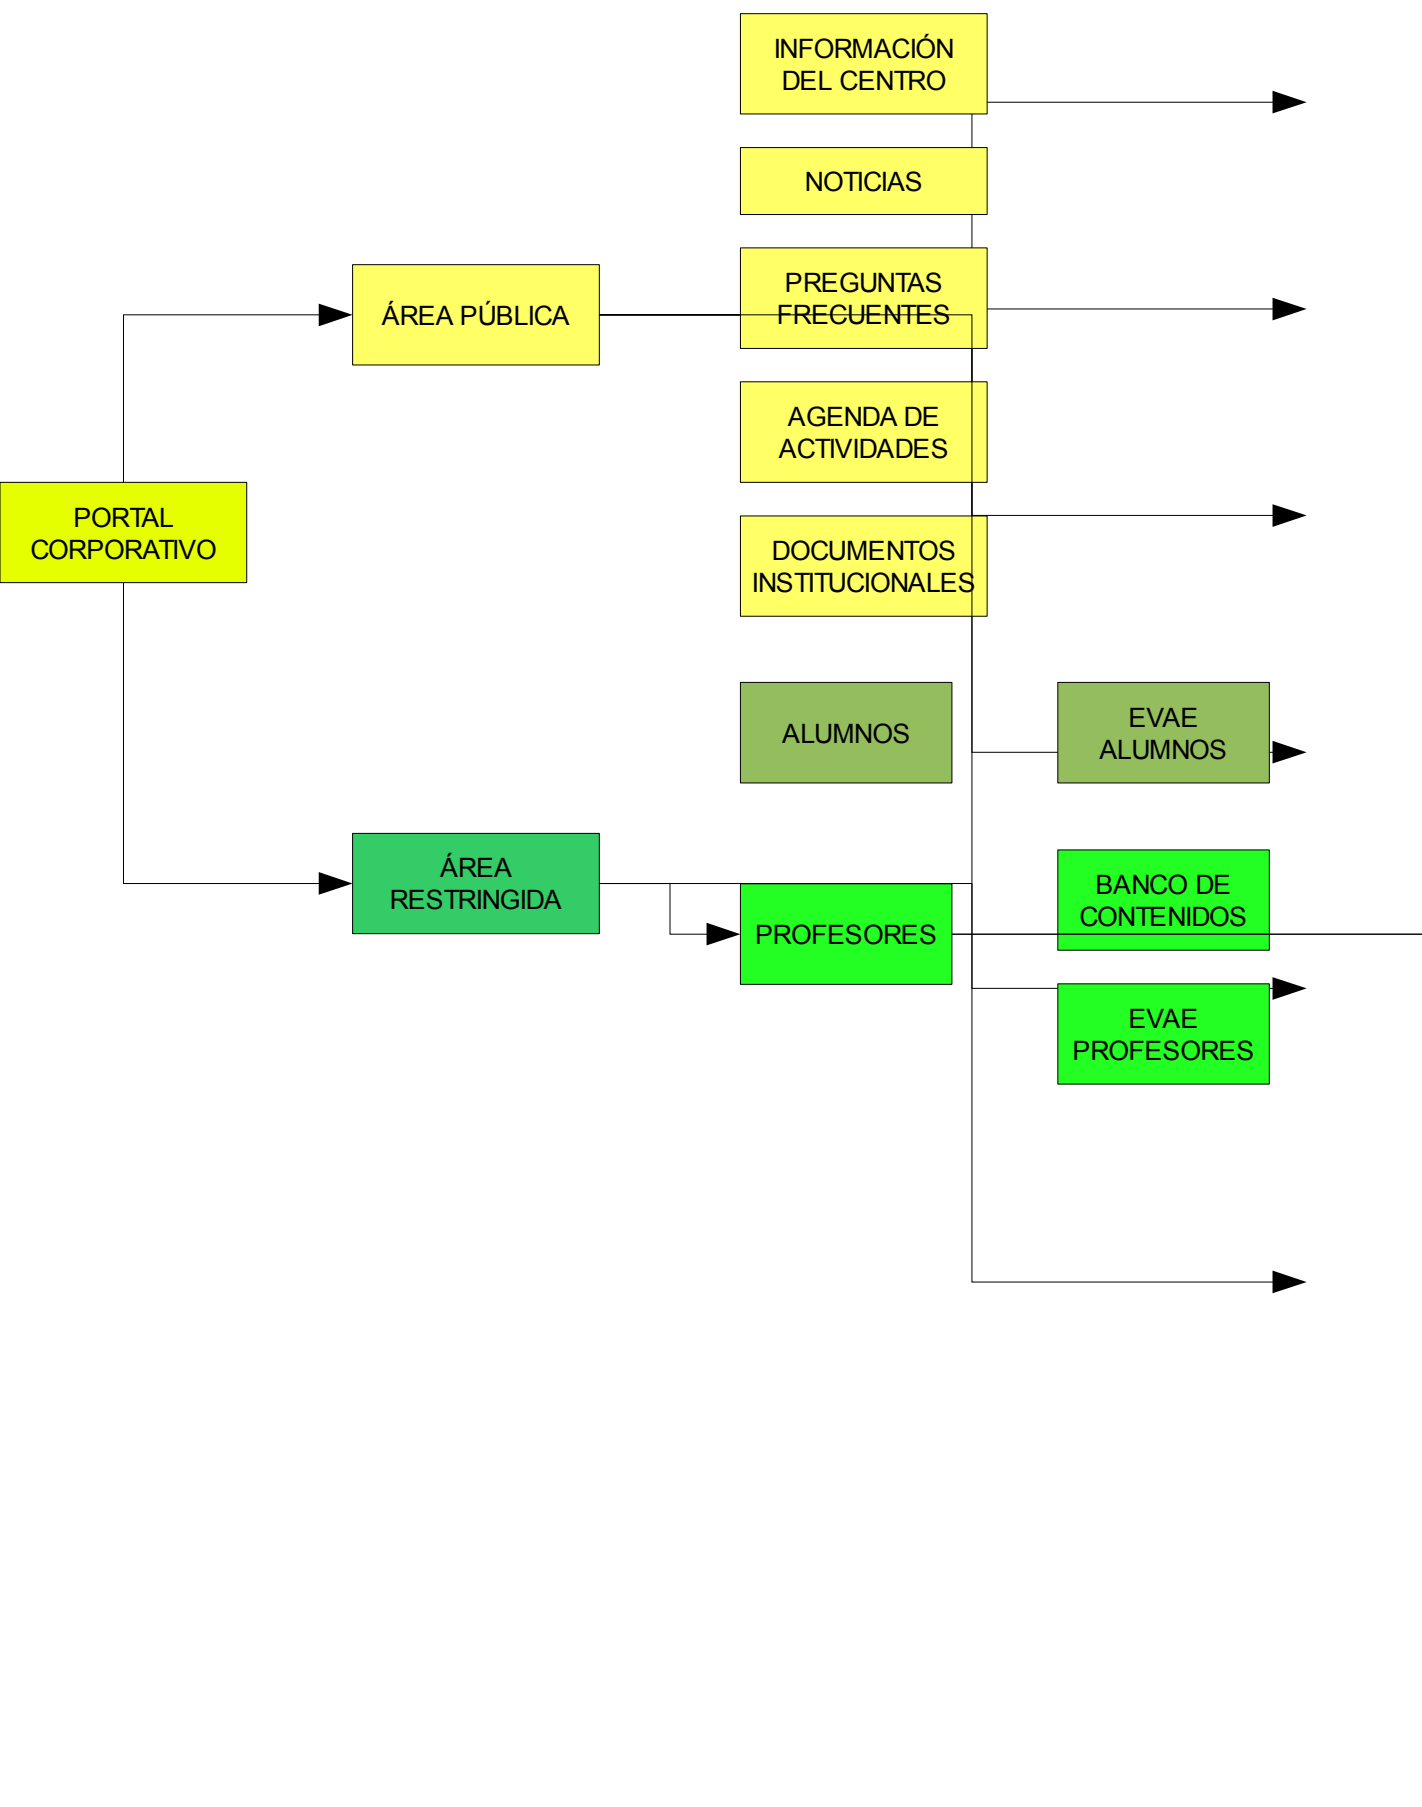 INFORMACIÓN
DEL CENTRO
NOTICIAS
PREGUNTAS
FRECUENTES
ÁREA PÚBLICA
AGENDA DE
ACTIVIDADES
PORTAL
CORPORATIVO
DOCUMENTOS
INSTITUCIONALES
ALUMNOS
EVAE
ALUMNOS
ÁREA
RESTRINGIDA
BANCO DE
CONTENIDOS
PROFESORES
EVAE
PROFESORES